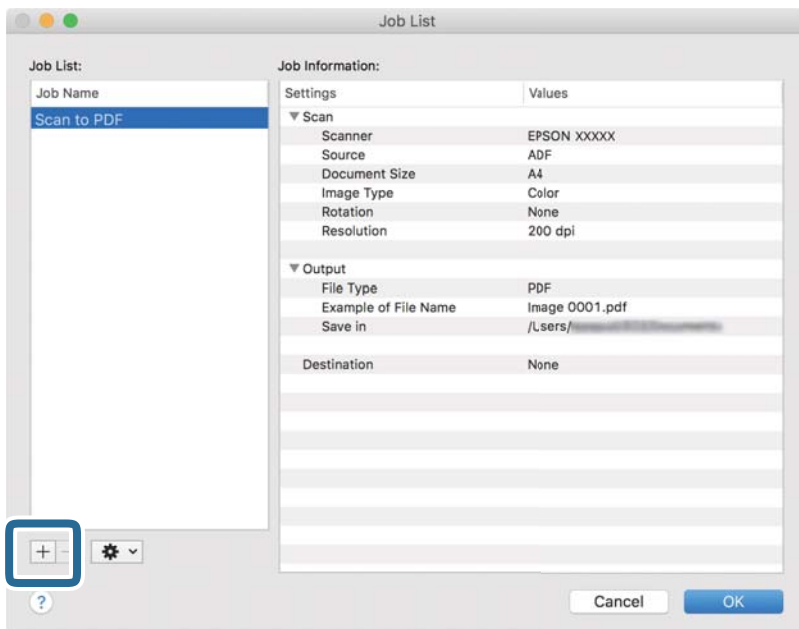 Job List
Job List:
Job Name
Scan to PDF
Job Information:
Settings Values
Scan
Scanner EPSON XXXXX
Source ADF
Document Size A4
Image Type Color
Rotation None
Resolution 200 dpi
Output
File Type PDF
Example of File Name Image 0001.pdf
Save in /Users/
Destination None
+ -
?
Cancel OK